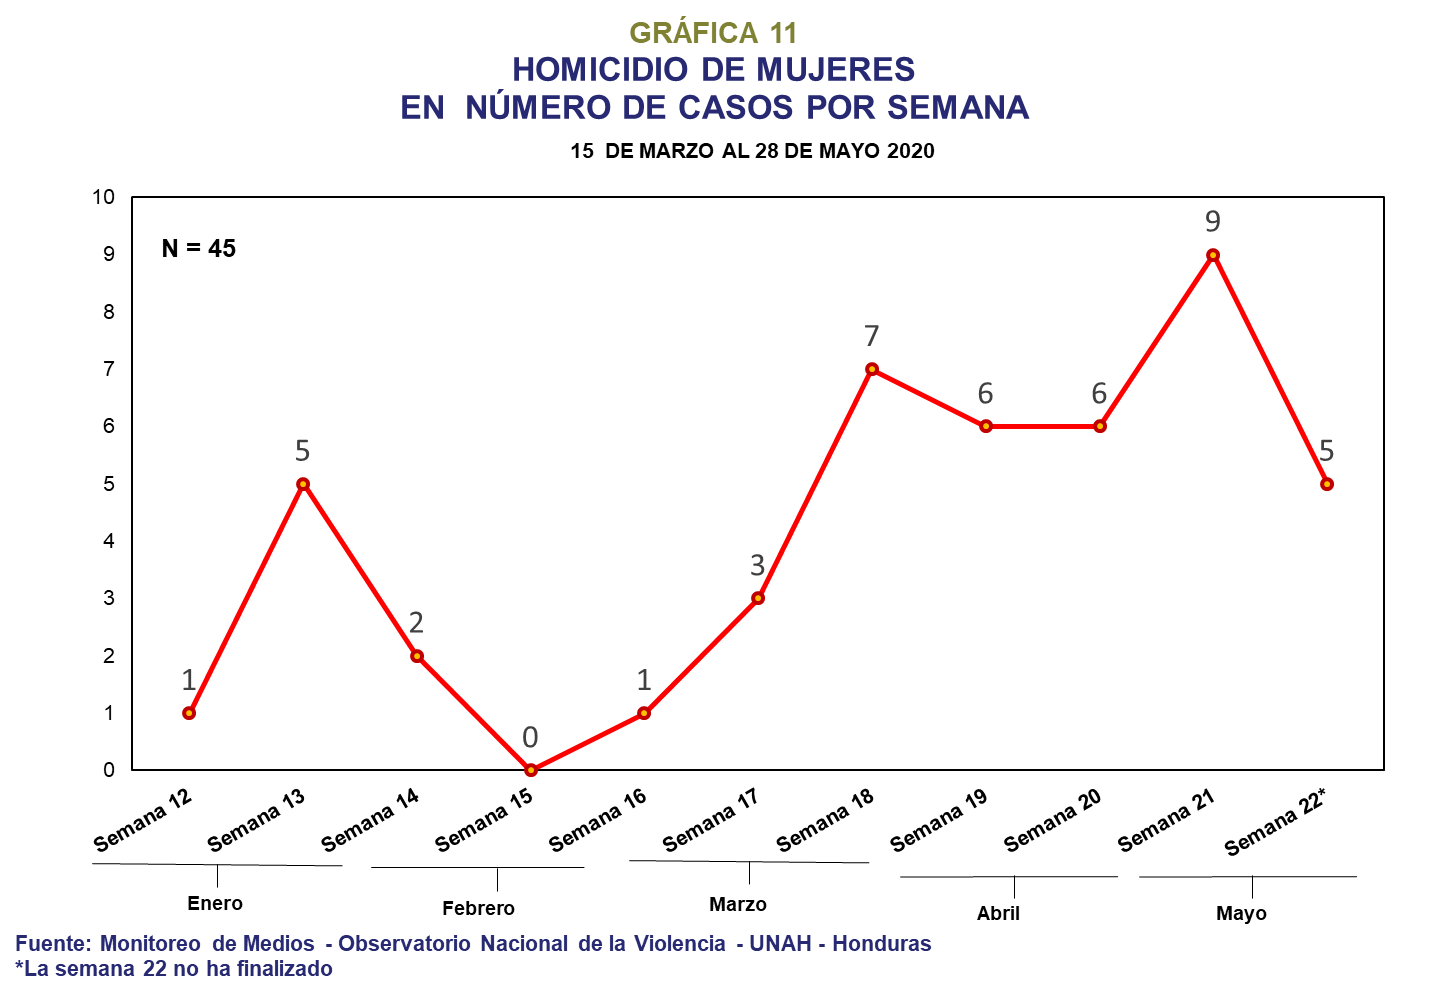 GRÁFICA 11
HOMICIDIO DE MUJERES
EN NÚMERO DE CASOS POR SEMANA
15 DE MARZO AL 28 DE MAYO 2020
10
9
8
7
6
5
4
3
2
1
0
N = 45
1
5
2
0
1
3
7
6
6
9
5
Semana 12
Semana 13
Semana 14
Semana 15
Semana 16
Semana 17
Semana 18
Semana 19
Semana 20
Semana 21
Semana 22*
Enero
Febrero
Marzo
Abril
Mayo
Fuente: Monitoreo de Medios - Observatorio Nacional de la Violencia - UNAH - Honduras
*La semana 22 no ha finalizado